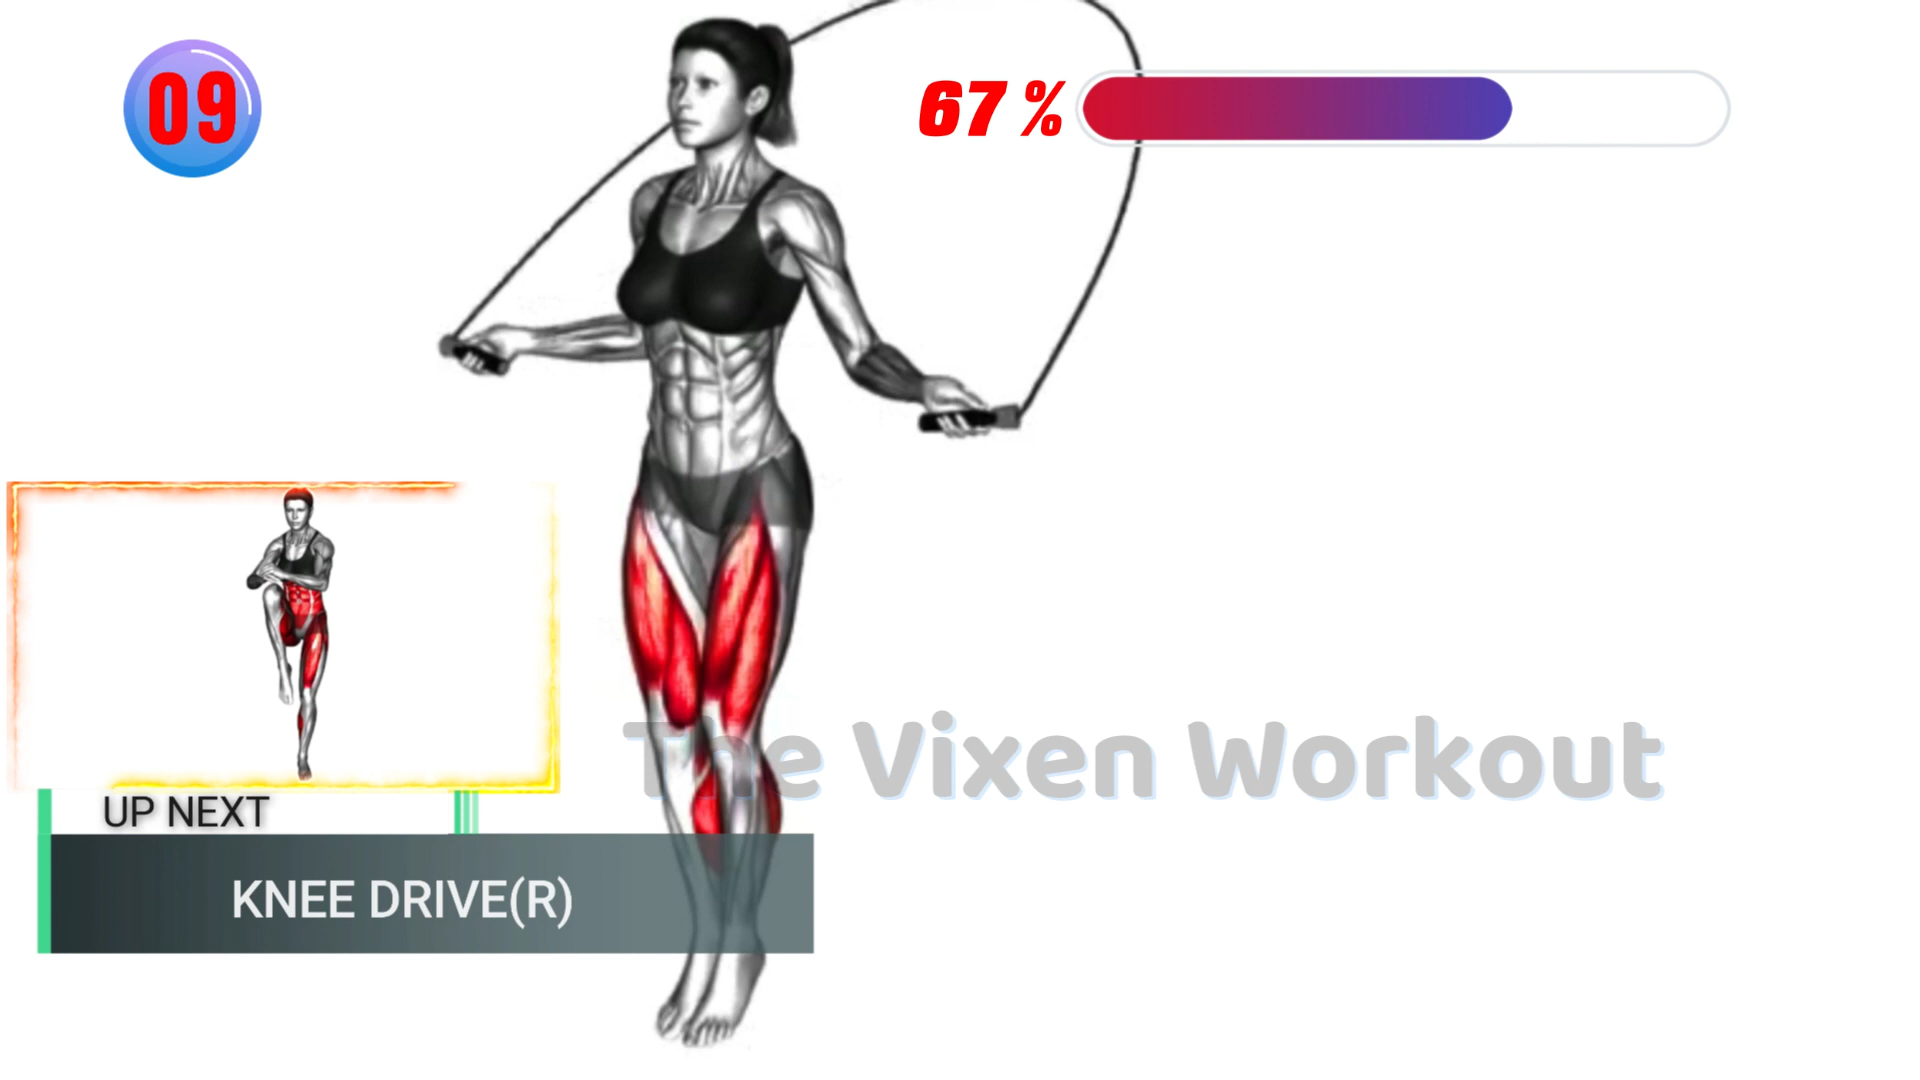 09
67 %
The Vixen Workout
UP NEXT
KNEE DRIVE(R)